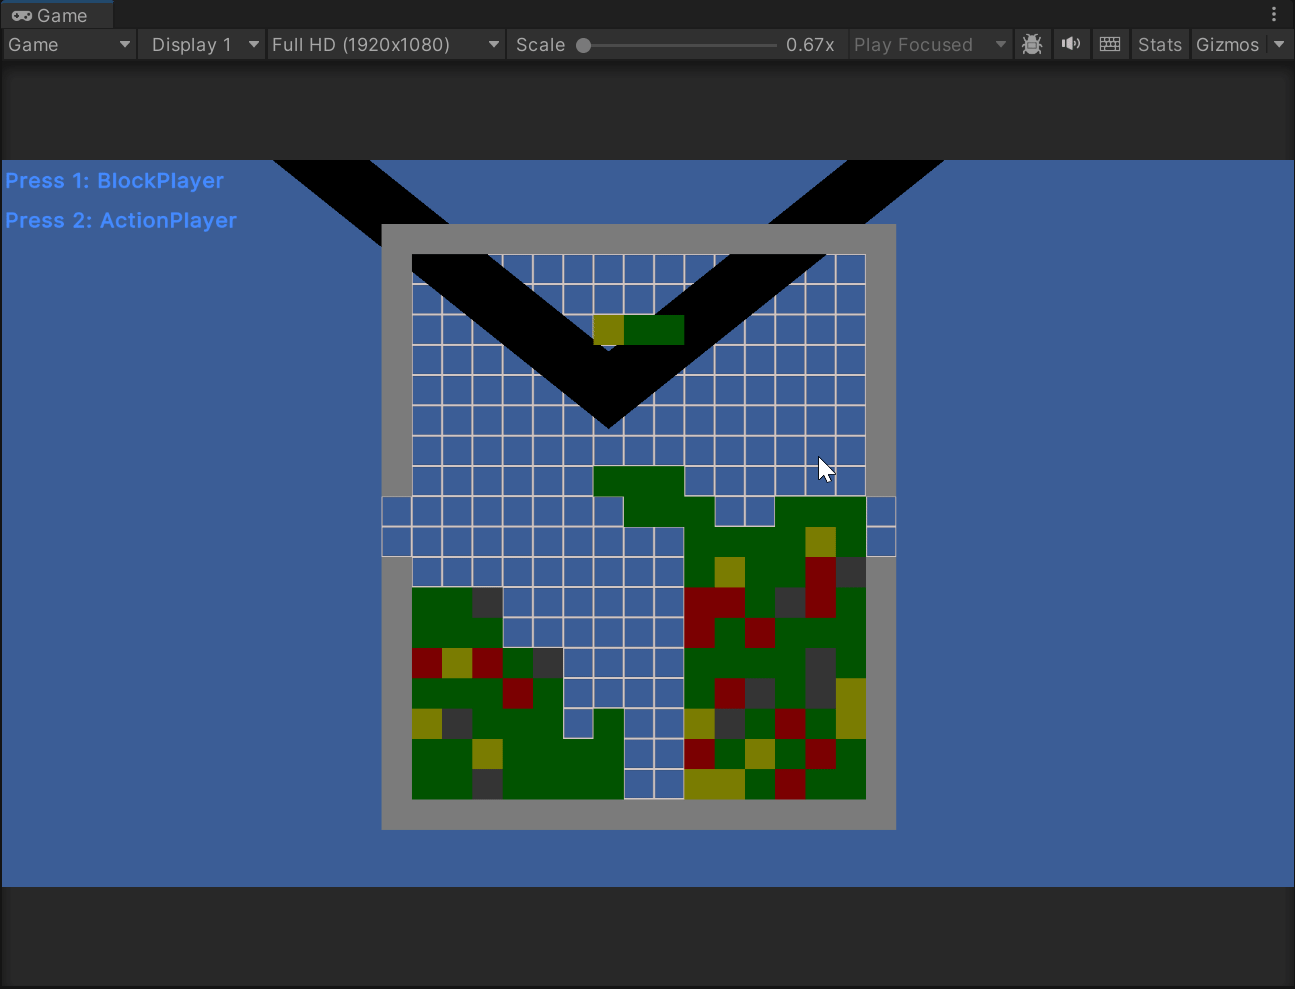 Game
Game Display 1 Full HD (1920x1080) Scale 0.67x Play Focused Stats Gizmos
Press 1: BlockPlayer
Press 2: ActionPlayer